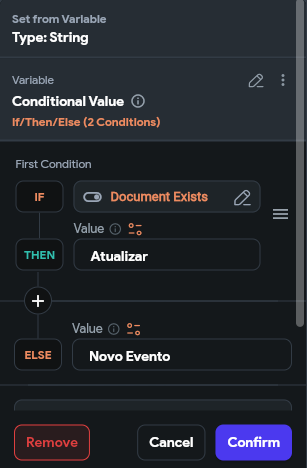 Set from Variable
Type: String
Variable
Conditional Value
If/Then/Else (2 Conditions)
First Condition
IF
Document Exists
Value
THEN
Atualizar
Value
ELSE
Novo Evento
Remove
Cancel
Confirm